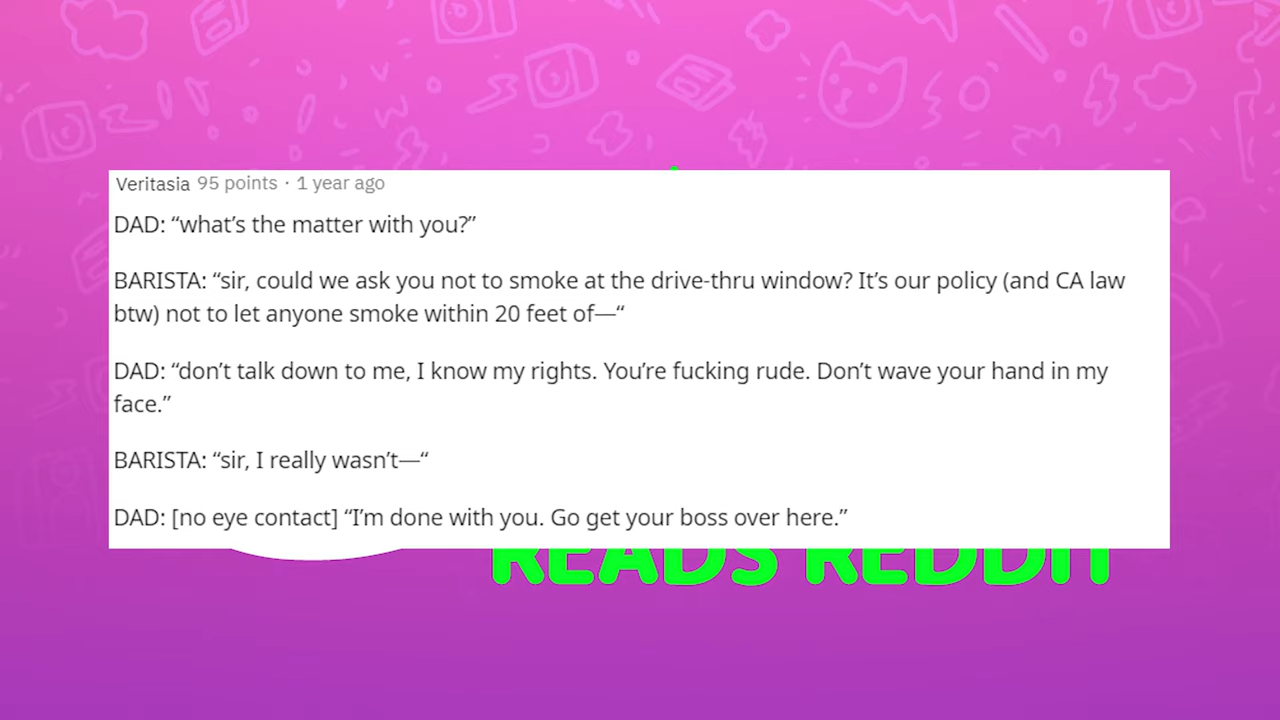 Veritasia 95 points · 1 year ago
DAD: “what’s the matter with you?”
BARISTA: “sir, could we ask you not to smoke at the drive-thru window? It’s our policy (and CA law
btw) not to let anyone smoke within 20 feet of—“
DAD: “don’t talk down to me, I know my rights. You’re fucking rude. Don’t wave your hand in my
face.”
BARISTA: “sir, I really wasn’t—“
DAD: [no eye contact] “I’m done with you. Go get your boss over here.”
READS REDDIT